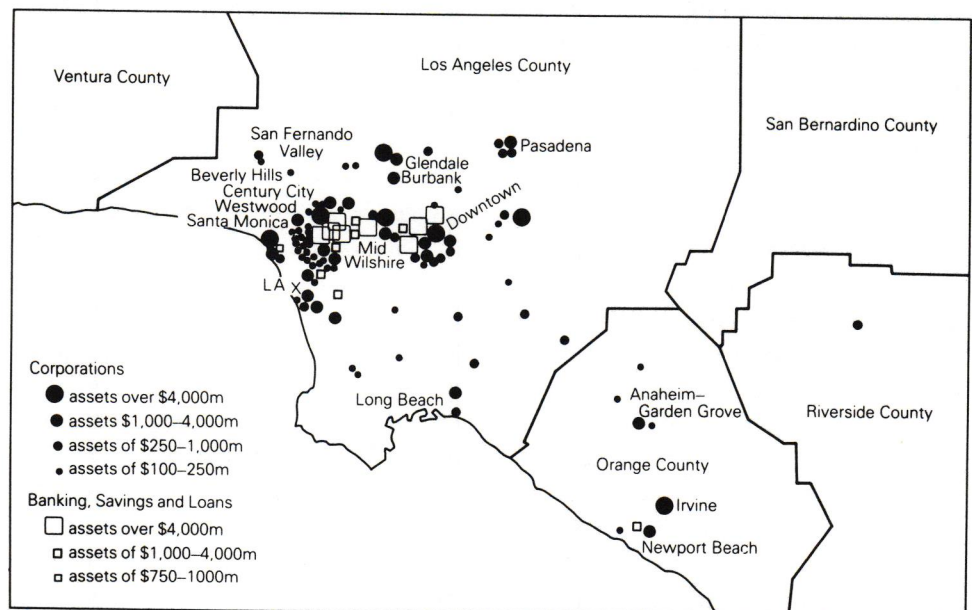 Ventura County
Los Angeles County
San Bernardino County
San Fernando
Valley
Pasadena
Glendale
Burbank
Beverly Hills
Century City
Westwood
Santa Monica
Downtown
Mid
Wilshire
LA X
Long Beach
Anaheim–
Garden Grove
Riverside County
Orange County
Irvine
Newport Beach
Corporations
assets over $4,000m
assets $1,000–4,000m
assets of $250–1,000m
assets of $100–250m
Banking, Savings and Loans
assets over $4,000m
assets of $1,000–4,000m
assets of $750–1000m